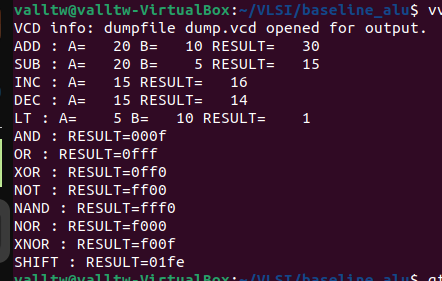 valltw@valltw-VirtualBox:~/VLSI/baseline_alu$ vv
VCD info: dumpfile dump.vcd opened for output.
ADD : A=   20 B=   10 RESULT=   30
SUB : A=   20 B=    5 RESULT=   15
INC : A=   15 RESULT=   16
DEC : A=   15 RESULT=   14
LT : A=    5 B=   10 RESULT=    1
AND : RESULT=000f
OR : RESULT=0fff
XOR : RESULT=0ff0
NOT : RESULT=ff00
NAND : RESULT=fff0
NOR : RESULT=f000
XNOR : RESULT=f00f
SHIFT : RESULT=01fe
valltw@valltw-VirtualBox:~/VLSI/baseline_alu$